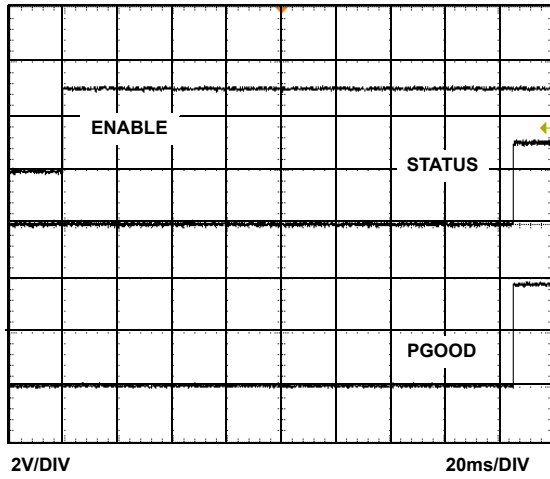 ENABLE
STATUS
PGOOD
2V/DIV
20ms/DIV